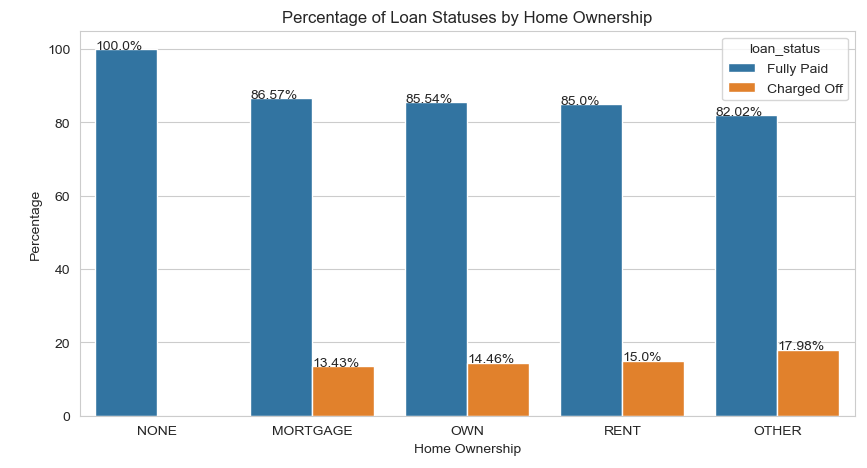 Percentage of Loan Statuses by Home Ownership
loan_status
Fully Paid
Charged Off
100.0%
86.57%
85.54%
85.0%
82.02%
13.43%
14.46%
15.0%
17.98%
100
80
60
40
20
0
Percentage
NONE MORTGAGE OWN RENT OTHER
Home Ownership